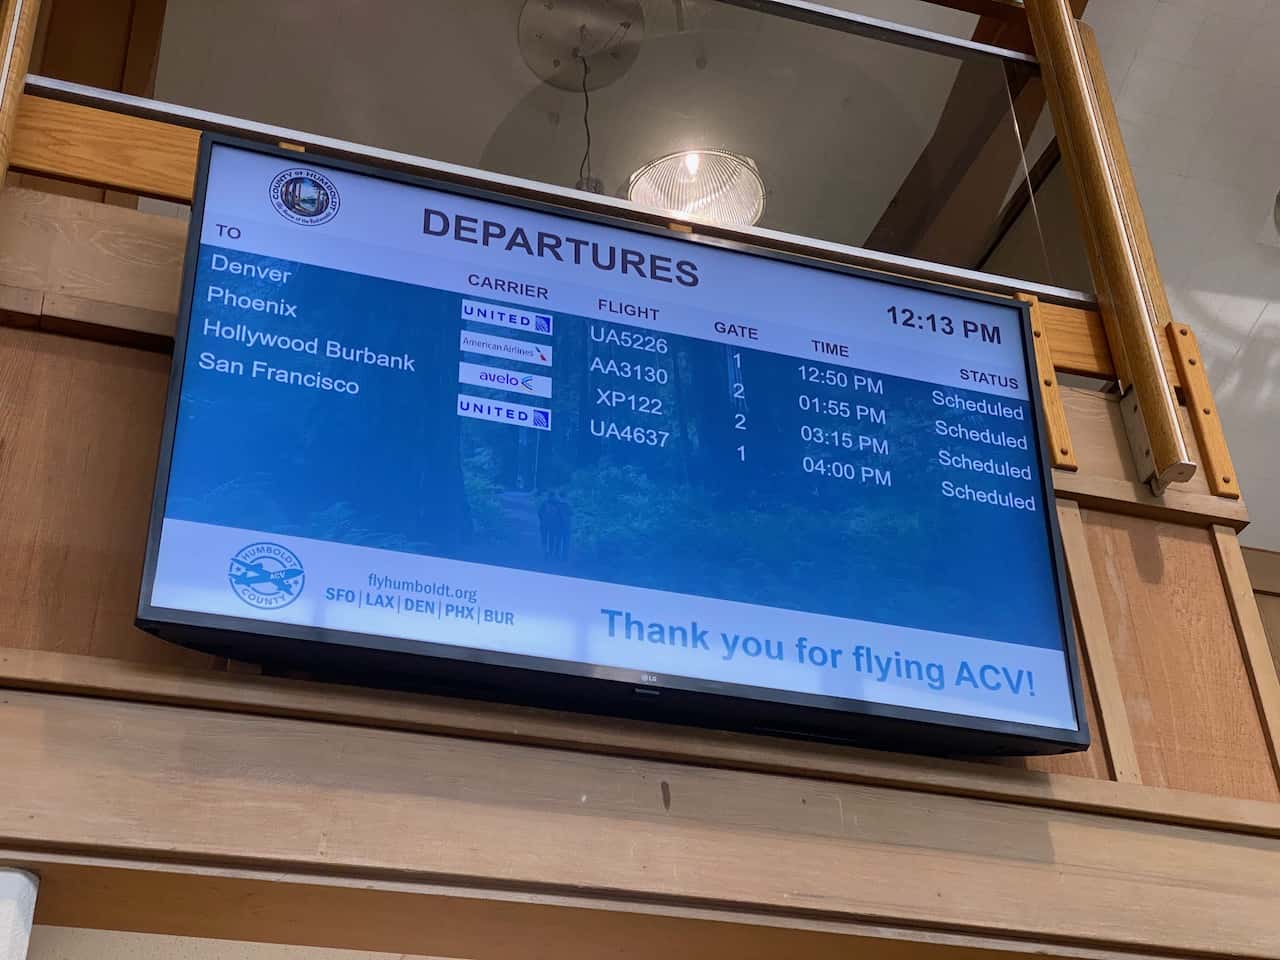 COUNTY OF HUMBOLDT
DEPARTURES
12:13 PM
TO CARRIER FLIGHT GATE TIME STATUS
Denver UNITED UA5226 1 12:50 PM Scheduled
Phoenix American Airlines AA3130 2 01:55 PM Scheduled
Hollywood Burbank avelo XP122 2 03:15 PM Scheduled
San Francisco UNITED UA4637 1 04:00 PM Scheduled
HUMBOLDT
ACV
COUNTY
flyhumboldt.org
SFO | LAX | DEN | PHX | BUR
Thank you for flying ACV!
LG